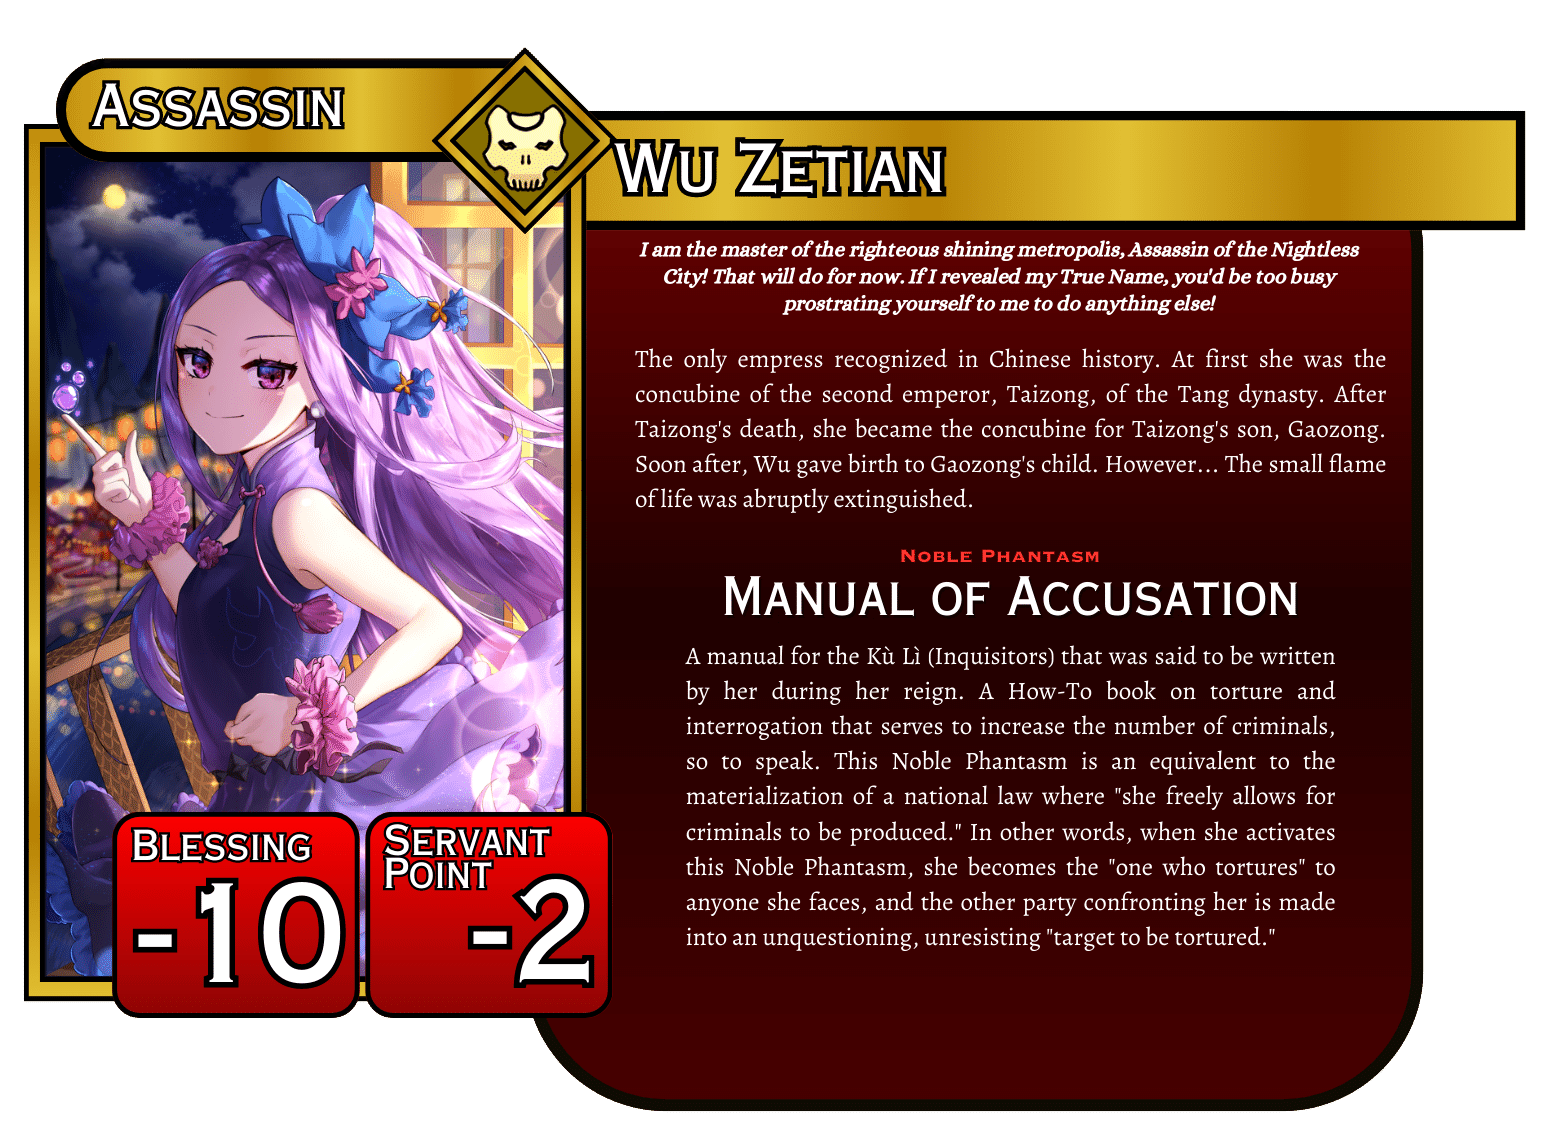 Assassin
Wu Zetian
I am the master of the righteous shining metropolis, Assassin of the Nightless
City! That will do for now. If I revealed my True Name, you'd be too busy
prostrating yourself to me to do anything else!
The only empress recognized in Chinese history. At first she was the
concubine of the second emperor, Taizong, of the Tang dynasty. After
Taizong's death, she became the concubine for Taizong's son, Gaozong.
Soon after, Wu gave birth to Gaozong's child. However... The small flame
of life was abruptly extinguished.
Noble Phantasm
Manual of Accusation
A manual for the Kù Lì (Inquisitors) that was said to be written
by her during her reign. A How-To book on torture and
interrogation that serves to increase the number of criminals,
so to speak. This Noble Phantasm is an equivalent to the
materialization of a national law where "she freely allows for
criminals to be produced." In other words, when she activates
this Noble Phantasm, she becomes the "one who tortures" to
anyone she faces, and the other party confronting her is made
into an unquestioning, unresisting "target to be tortured."
Blessing
-10
Servant
Point
-2